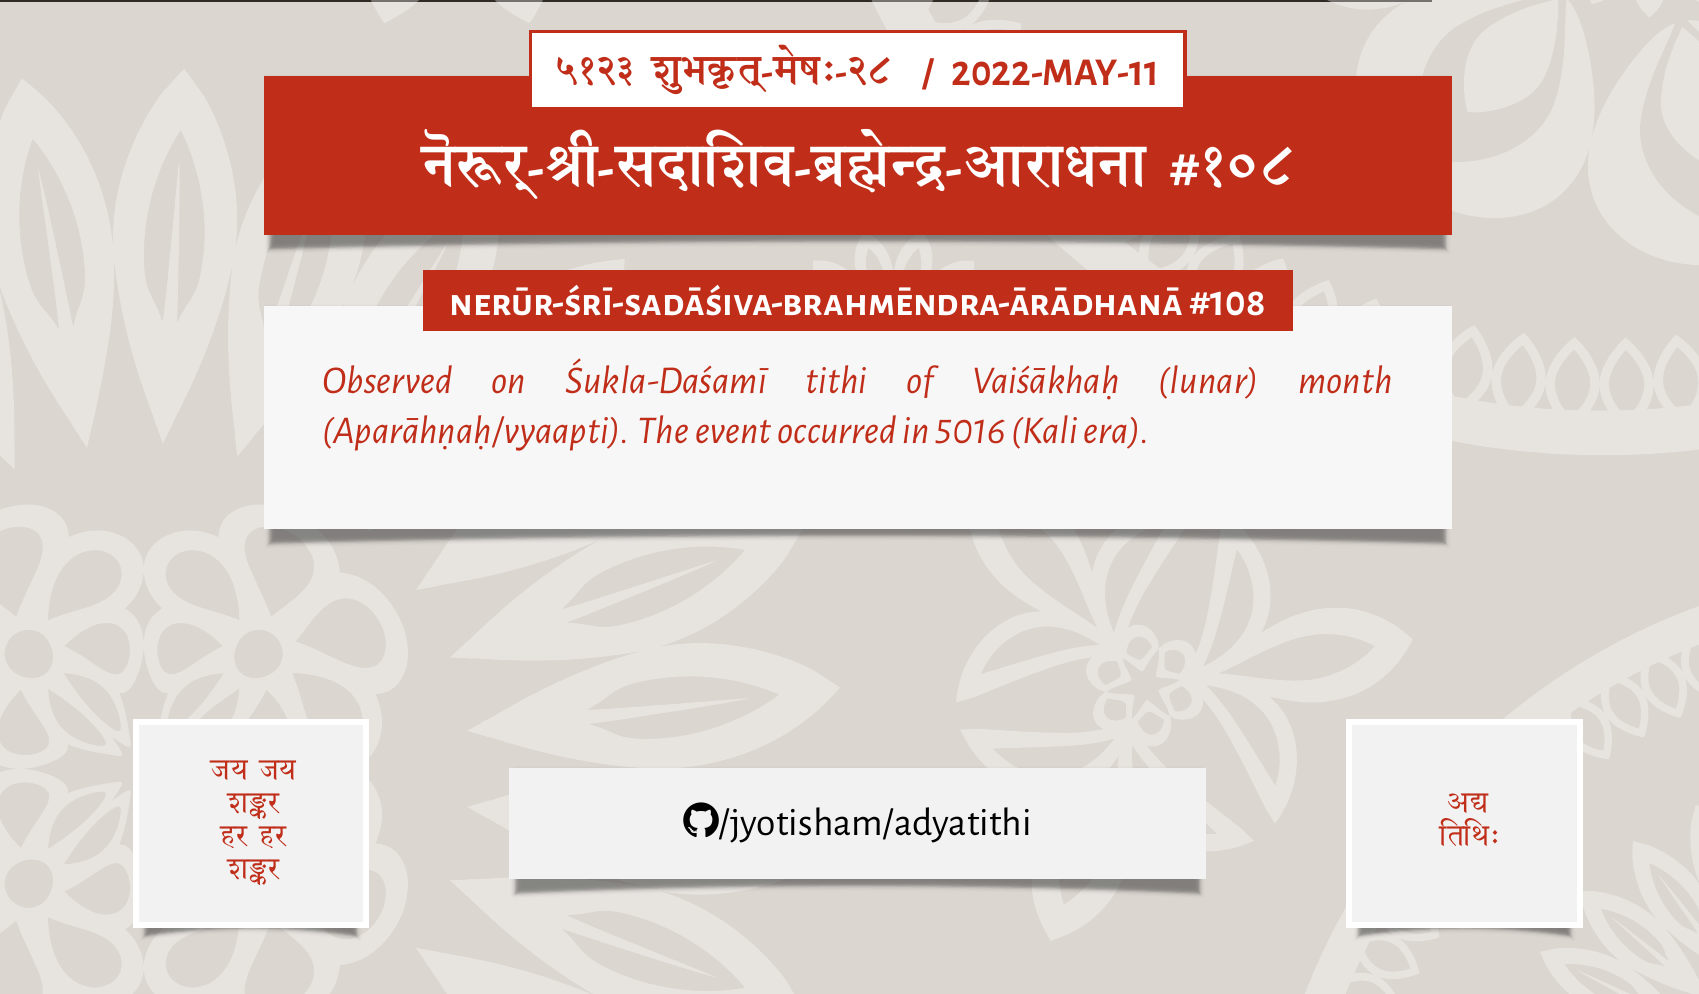 ५१२३ शुभकृत्-मेषः-२८ / 2022-MAY-11
नॆरूर्-श्री-सदाशिव-ब्रह्मेन्द्र-आराधना #१०८
NERŪR-ŚRĪ-SADĀŚIVA-BRAHMĒNDRA-ĀRĀDHANĀ #108
Observed on Śukla-Daśamī tithi of Vaiśākhaḥ (lunar) month
(Aparāhṇaḥ/vyaapti). The event occurred in 5016 (Kali era).
जय जय
शङ्कर
हर हर
शङ्कर
/jyotisham/adyatithi
अद्य
तिथिः